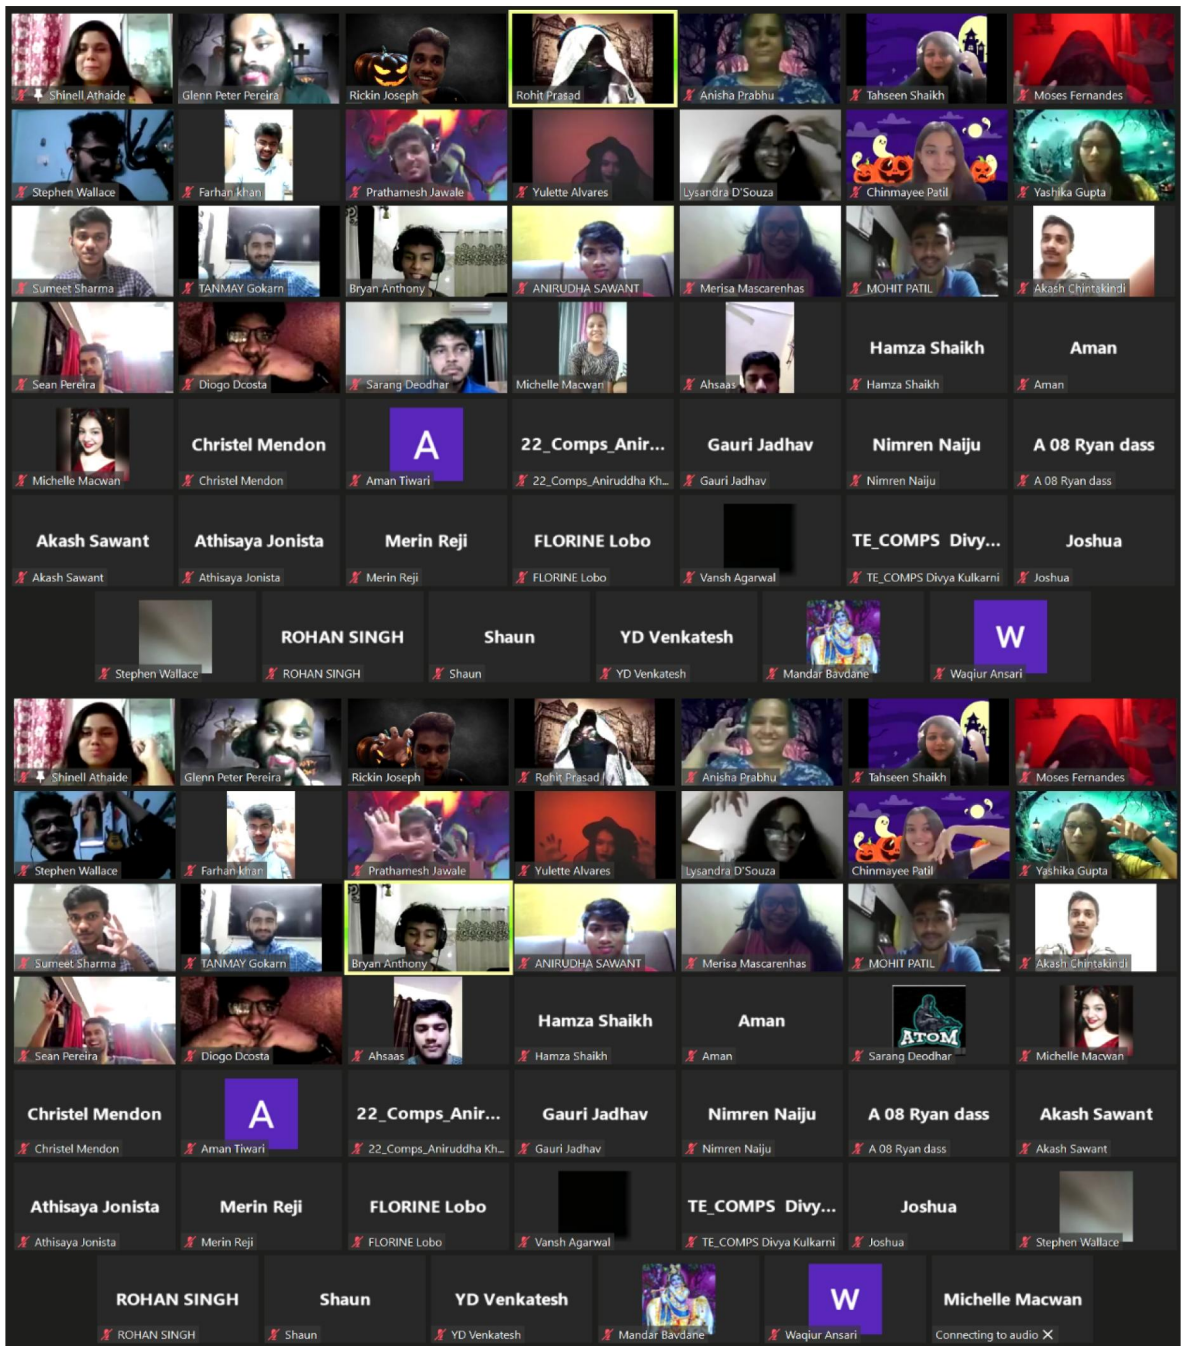 Shinell Athaide
Glenn Peter Pereira
Rickin Joseph
Rohit Prasad
Anisha Prabhu
Tahseen Shaikh
Moses Fernandes
Stephen Wallace
Farhan khan
Prathamesh Jawale
Yulette Alvares
Lysandra D'Souza
Chinmayee Patil
Yashika Gupta
Sumeet Sharma
TANMAY Gokarn
Bryan Anthony
ANIRUDHA SAWANT
Merisa Mascarenhas
MOHIT PATIL
Akash Chintakindi
Sean Pereira
Diogo Dcosta
Sarang Deodhar
Michelle Macwan
Ahsaas
Hamza Shaikh
Hamza Shaikh
Aman
Aman
Michelle Macwan
Christel Mendon
Christel Mendon
A
Aman Tiwari
22_Comps_Anir...
22_Comps_Aniruddha Kh...
Gauri Jadhav
Gauri Jadhav
Nimren Naiju
Nimren Naiju
A 08 Ryan dass
A 08 Ryan dass
Akash Sawant
Akash Sawant
Athisaya Jonista
Athisaya Jonista
Merin Reji
Merin Reji
FLORINE Lobo
FLORINE Lobo
Vansh Agarwal
TE_COMPS Divy...
TE_COMPS Divya Kulkarni
Joshua
Joshua
Stephen Wallace
ROHAN SINGH
ROHAN SINGH
Shaun
Shaun
YD Venkatesh
YD Venkatesh
Mandar Bavdane
W
Waqiur Ansari
Shinell Athaide
Glenn Peter Pereira
Rickin Joseph
Rohit Prasad
Anisha Prabhu
Tahseen Shaikh
Moses Fernandes
Stephen Wallace
Farhan khan
Prathamesh Jawale
Yulette Alvares
Lysandra D'Souza
Chinmayee Patil
Yashika Gupta
Sumeet Sharma
TANMAY Gokarn
Bryan Anthony
ANIRUDHA SAWANT
Merisa Mascarenhas
MOHIT PATIL
Akash Chintakindi
Sean Pereira
Diogo Dcosta
Ahsaas
Hamza Shaikh
Hamza Shaikh
Aman
Aman
ATOM
Sarang Deodhar
Michelle Macwan
Christel Mendon
Christel Mendon
A
Aman Tiwari
22_Comps_Anir...
22_Comps_Aniruddha Kh...
Gauri Jadhav
Gauri Jadhav
Nimren Naiju
Nimren Naiju
A 08 Ryan dass
A 08 Ryan dass
Akash Sawant
Akash Sawant
Athisaya Jonista
Athisaya Jonista
Merin Reji
Merin Reji
FLORINE Lobo
FLORINE Lobo
Vansh Agarwal
TE_COMPS Divy...
TE_COMPS Divya Kulkarni
Joshua
Joshua
Stephen Wallace
ROHAN SINGH
ROHAN SINGH
Shaun
Shaun
YD Venkatesh
YD Venkatesh
Mandar Bavdane
W
Waqiur Ansari
Michelle Macwan
Connecting to audio